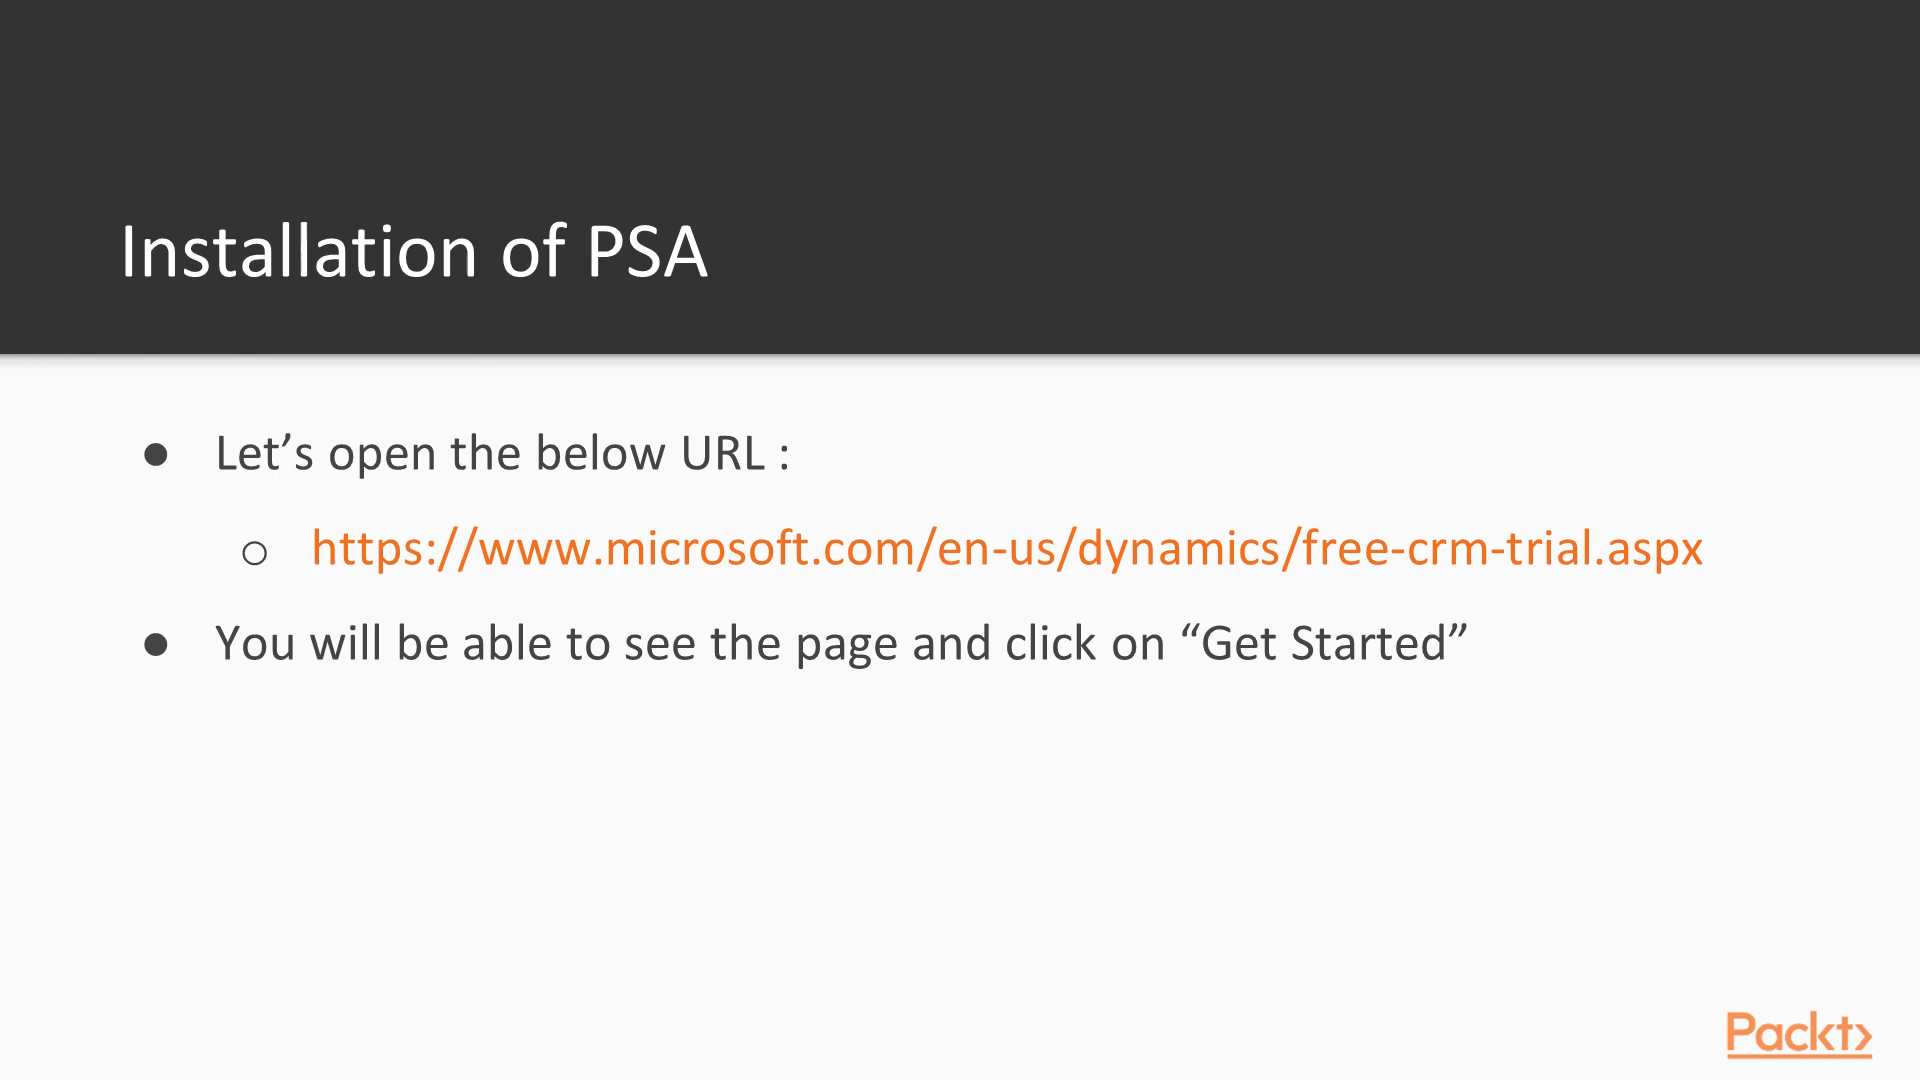 Installation of PSA
● Let’s open the below URL :
○ https://www.microsoft.com/en-us/dynamics/free-crm-trial.aspx
● You will be able to see the page and click on “Get Started”
Packt>